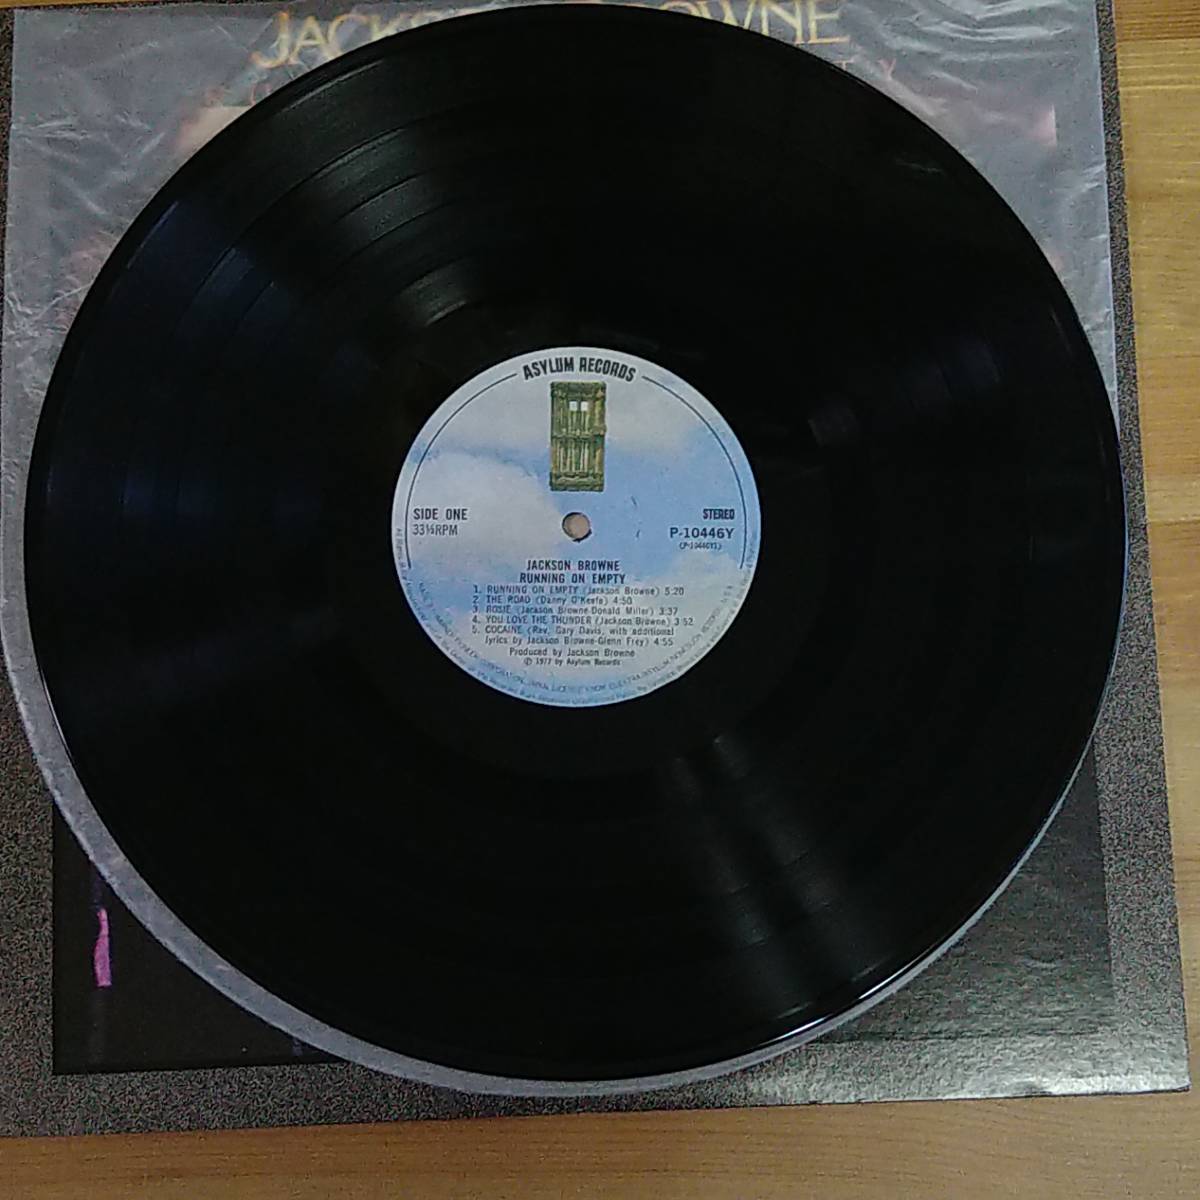 JACKS BROWNE
ASYLUM RECORDS
SIDE ONE
33⅓RPM
STEREO
P-10446Y
(P-10446Y1)
JACKSON BROWNE
RUNNING ON EMPTY
1. RUNNING ON EMPTY (Jackson Browne) 5:20
2. THE ROAD (Danny O'Keefe) 4:50
3. ROSIE (Jackson Browne-Donald Miller) 3:37
4. YOU LOVE THE THUNDER (Jackson Browne) 3:52
5. COCAINE (Rev. Gary Davis, with additional
lyrics by Jackson Browne-Glenn Frey) 4:55
Produced by Jackson Browne
Ⓟ 1977 by Asylum Records